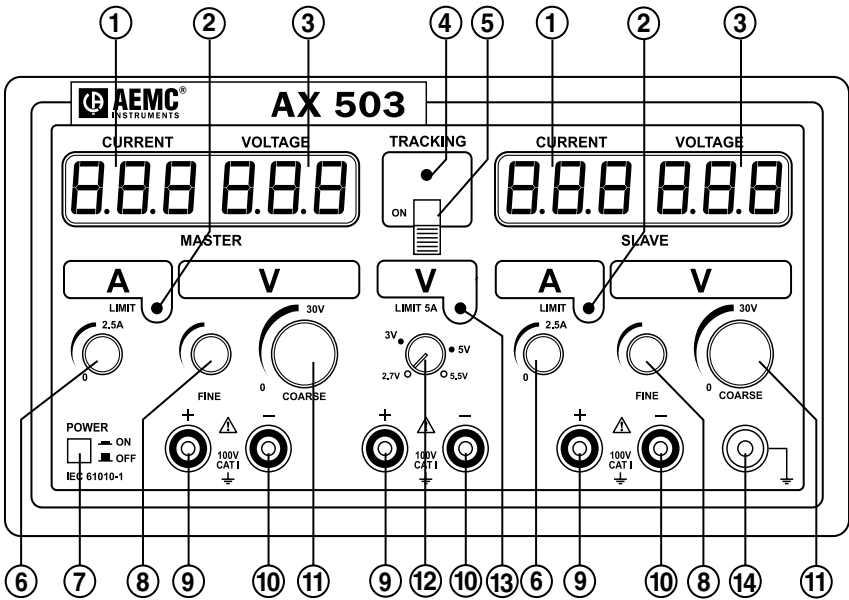 1 2 3 4 5 1 2 3
AEMC®
INSTRUMENTS
AX 503
CURRENT VOLTAGE TRACKING CURRENT VOLTAGE
8.8.8 8.8.8 8.8.8 8.8.8
ON
MASTER SLAVE
A V V A V
LIMIT LIMIT 5A LIMIT
2.5A 30V 3V 5V 2.5A 30V
0 0 2.7V 5.5V 0 0
FINE COARSE FINE COARSE
POWER
ON
OFF
IEC 61010-1
+ − + − + −
100V 100V 100V
CAT I CAT I CAT I
6 7 8 9 10 11 9 12 10 13 6 9 10 8 14 11